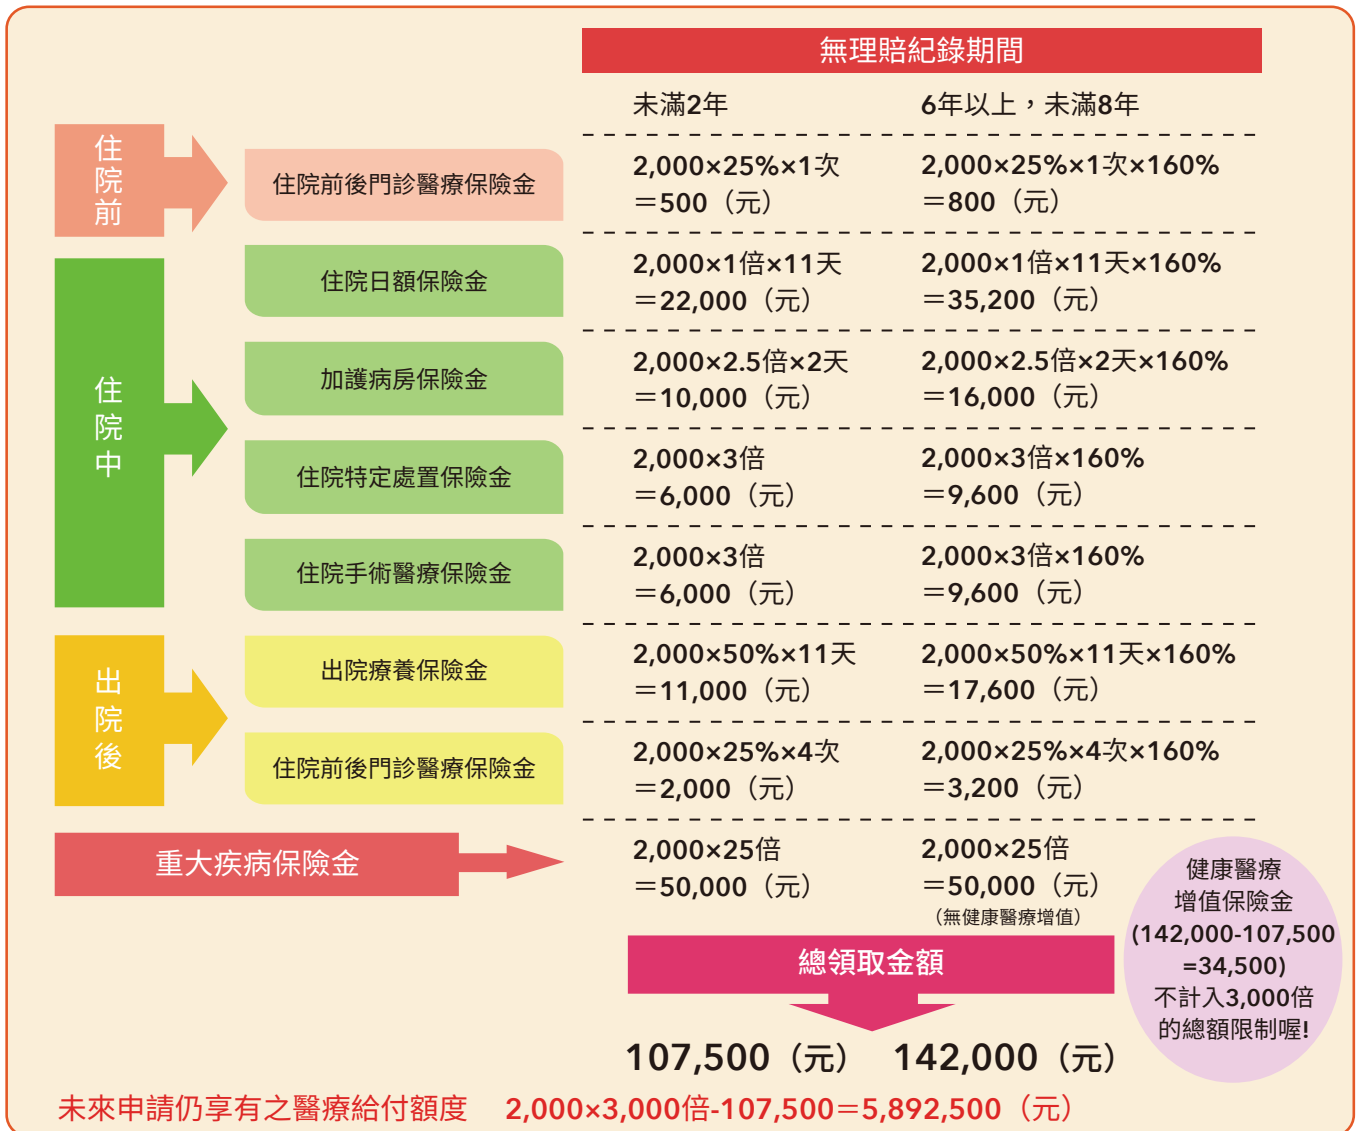 無理賠紀錄期間
未滿2年
6年以上，未滿8年
住院前
住院前後門診醫療保險金
2,000×25%×1次
＝500（元）
2,000×25%×1次×160%
＝800（元）
住院中
住院日額保險金
2,000×1倍×11天
＝22,000（元）
2,000×1倍×11天×160%
＝35,200（元）
加護病房保險金
2,000×2.5倍×2天
＝10,000（元）
2,000×2.5倍×2天×160%
＝16,000（元）
住院特定處置保險金
2,000×3倍
＝6,000（元）
2,000×3倍×160%
＝9,600（元）
住院手術醫療保險金
2,000×3倍
＝6,000（元）
2,000×3倍×160%
＝9,600（元）
出院後
出院療養保險金
2,000×50%×11天
＝11,000（元）
2,000×50%×11天×160%
＝17,600（元）
住院前後門診醫療保險金
2,000×25%×4次
＝2,000（元）
2,000×25%×4次×160%
＝3,200（元）
重大疾病保險金
2,000×25倍
＝50,000（元）
2,000×25倍
＝50,000（元）
（無健康醫療增值）
健康醫療
增值保險金
(142,000-107,500
=34,500)
不計入3,000倍
的總額限制喔!
總領取金額
107,500（元）
142,000（元）
未來申請仍享有之醫療給付額度 2,000×3,000倍-107,500＝5,892,500（元）